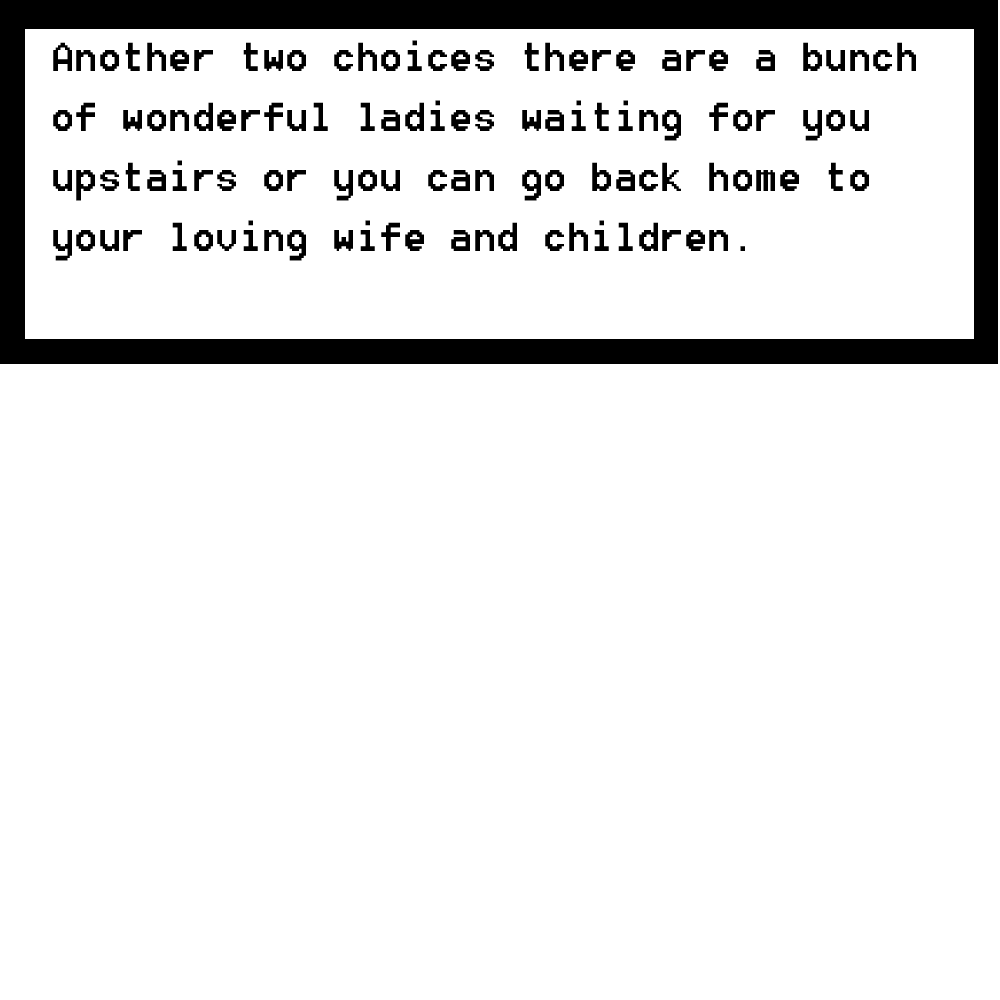 Another two choices there are a bunch
of wonderful ladies waiting for you
upstairs or you can go back home to
your loving wife and children.